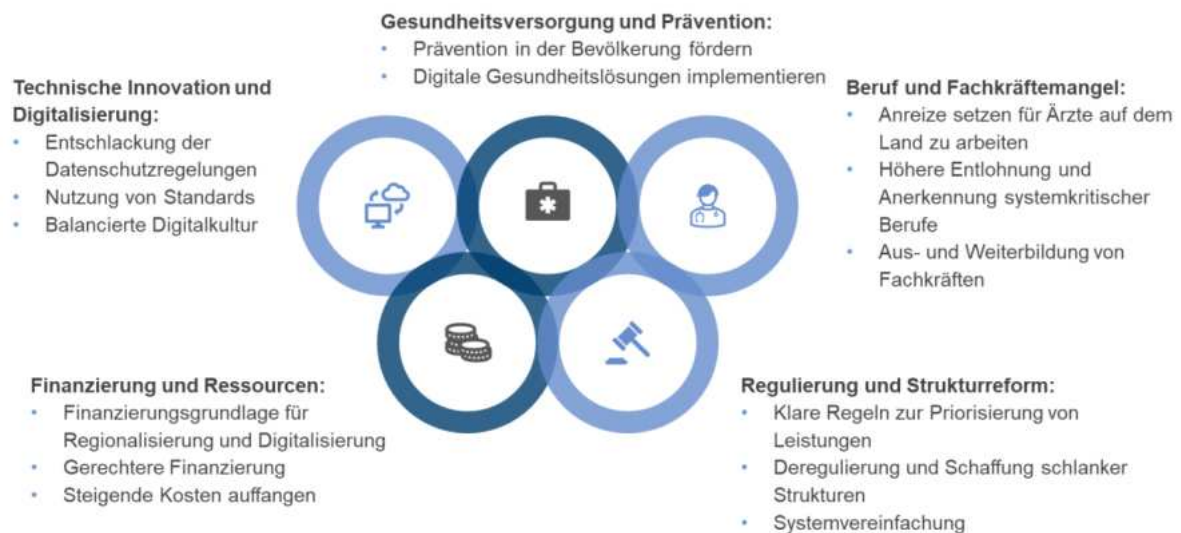 Gesundheitsversorgung und Prävention:
• Prävention in der Bevölkerung fördern
• Digitale Gesundheitslösungen implementieren
Technische Innovation und
Digitalisierung:
• Entschlackung der
Datenschutzregelungen
• Nutzung von Standards
• Balancierte Digitalkultur
Beruf und Fachkräftemangel:
• Anreize setzen für Ärzte auf dem
Land zu arbeiten
• Höhere Entlohnung und
Anerkennung systemkritischer
Berufe
• Aus- und Weiterbildung von
Fachkräften
Finanzierung und Ressourcen:
• Finanzierungsgrundlage für
Regionalisierung und Digitalisierung
• Gerechtere Finanzierung
• Steigende Kosten auffangen
Regulierung und Strukturreform:
• Klare Regeln zur Priorisierung von
Leistungen
• Deregulierung und Schaffung schlanker
Strukturen
• Systemvereinfachung